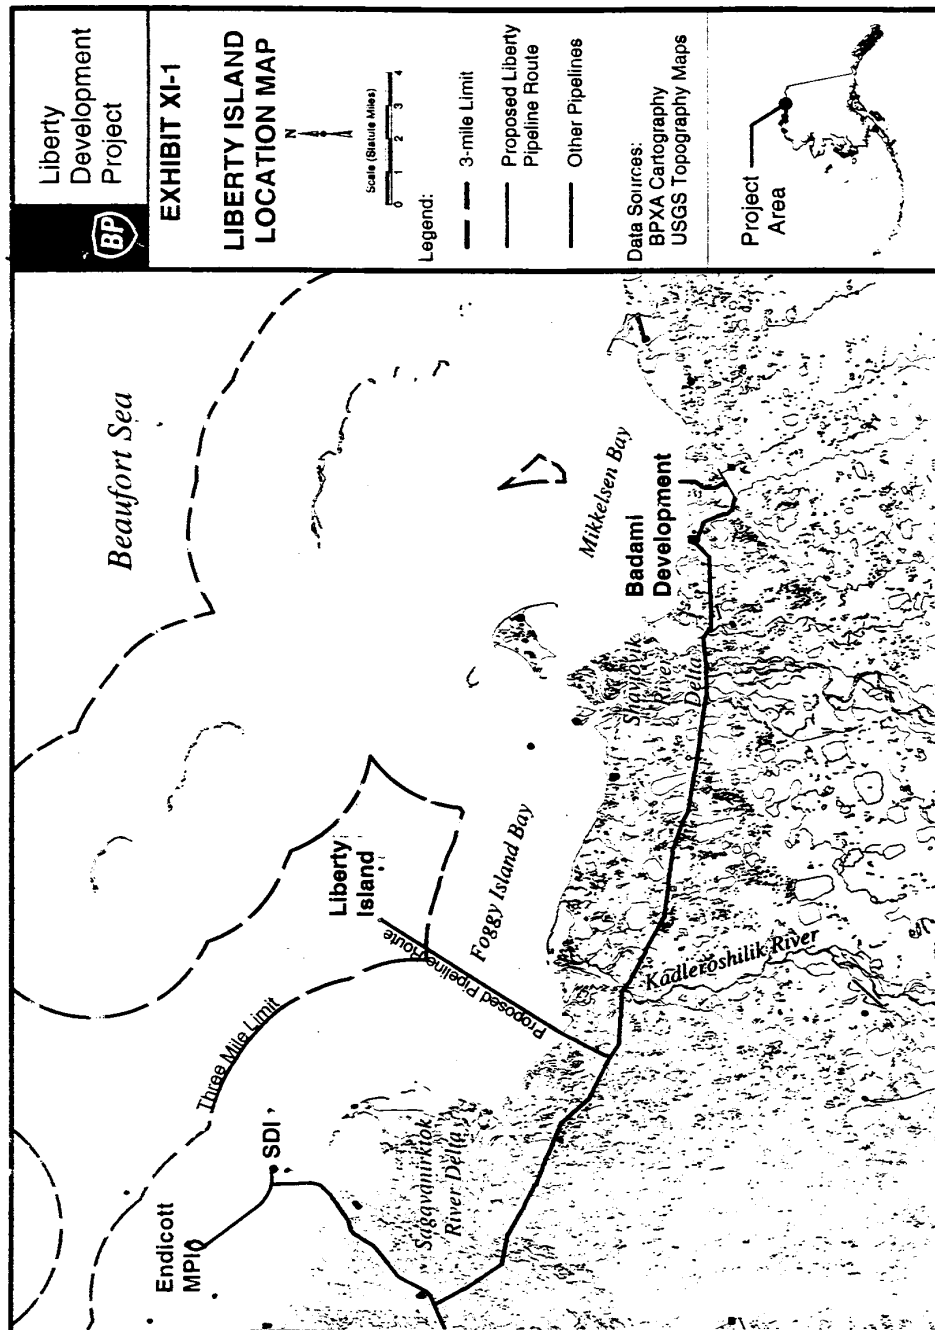 Liberty
Development
Project
BP
EXHIBIT XI-1
LIBERTY ISLAND
LOCATION MAP
N
Scale (Statute Miles)
0 1 2 3 4
Legend:
3-mile Limit
Proposed Liberty
Pipeline Route
Other Pipelines
Data Sources:
BPXA Cartography
USGS Topography Maps
Project
Area
Beaufort Sea
Three Mile Limit
Endicott
MPI
SDI
Liberty
Island
Proposed Pipeline Route
Foggy Island Bay
Mikkelsen Bay
Badami
Development
Sagavanirktok
River Delta
Kadleroshilik River
Shaviovik
River
Delta